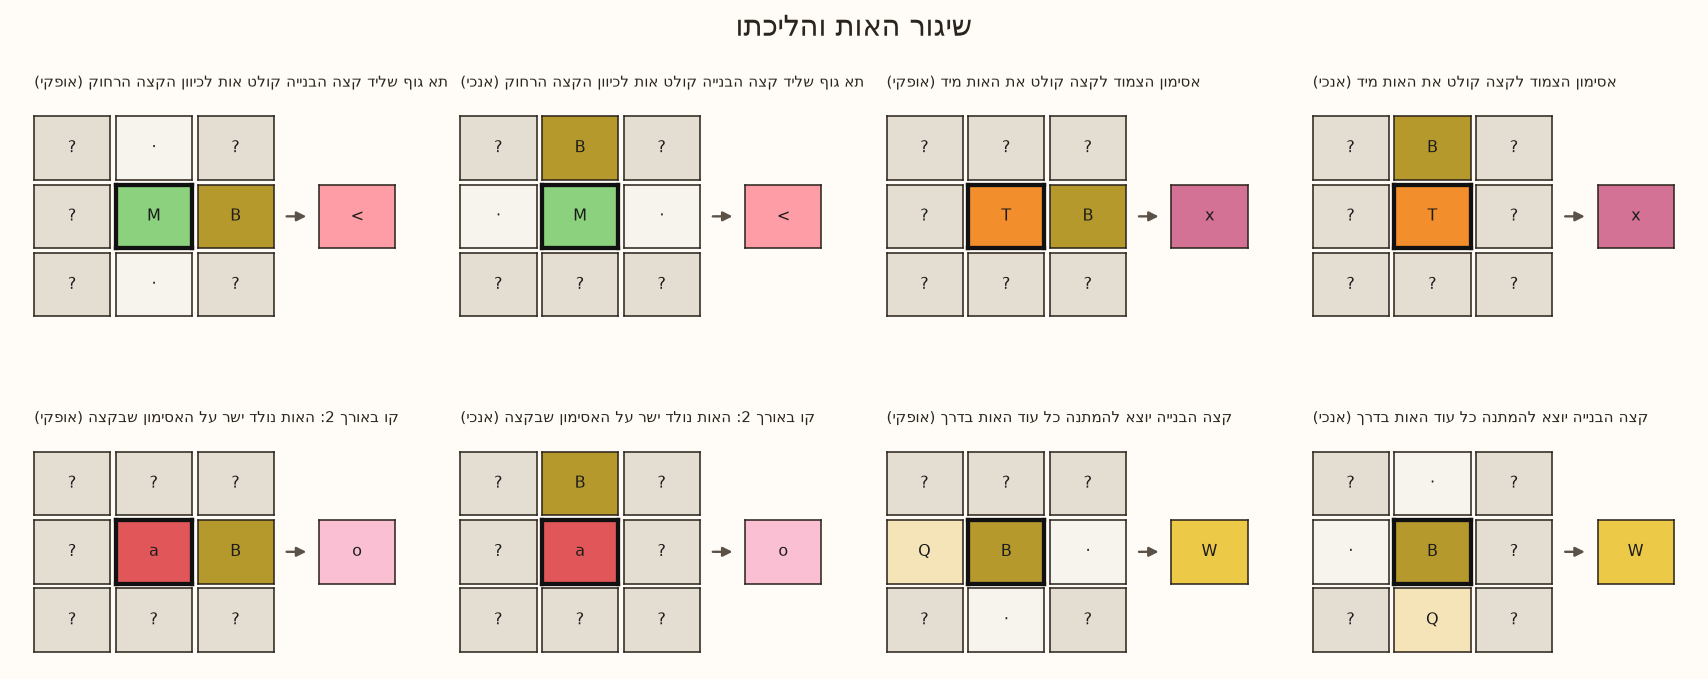 שיגור האות והליכתו
תא גוף שליד קצה הבנייה קולט אות לכיוון הקצה הרחוק (אופקי)
? · ?
? M B <
? · ?
תא גוף שליד קצה הבנייה קולט אות לכיוון הקצה הרחוק (אנכי)
? B ?
· M · <
? ? ?
אסימון הצמוד לקצה קולט את האות מיד (אופקי)
? ? ?
? T B x
? ? ?
אסימון הצמוד לקצה קולט את האות מיד (אנכי)
? B ?
? T ? x
? ? ?
קו באורך 2: האות נולד ישר על האסימון שבקצה (אופקי)
? ? ?
? a B o
? ? ?
קו באורך 2: האות נולד ישר על האסימון שבקצה (אנכי)
? B ?
? a ? o
? ? ?
קצה הבנייה יוצא להמתנה כל עוד האות בדרך (אופקי)
? ? ?
Q B · W
? · ?
קצה הבנייה יוצא להמתנה כל עוד האות בדרך (אנכי)
? · ?
· B ? W
? Q ?